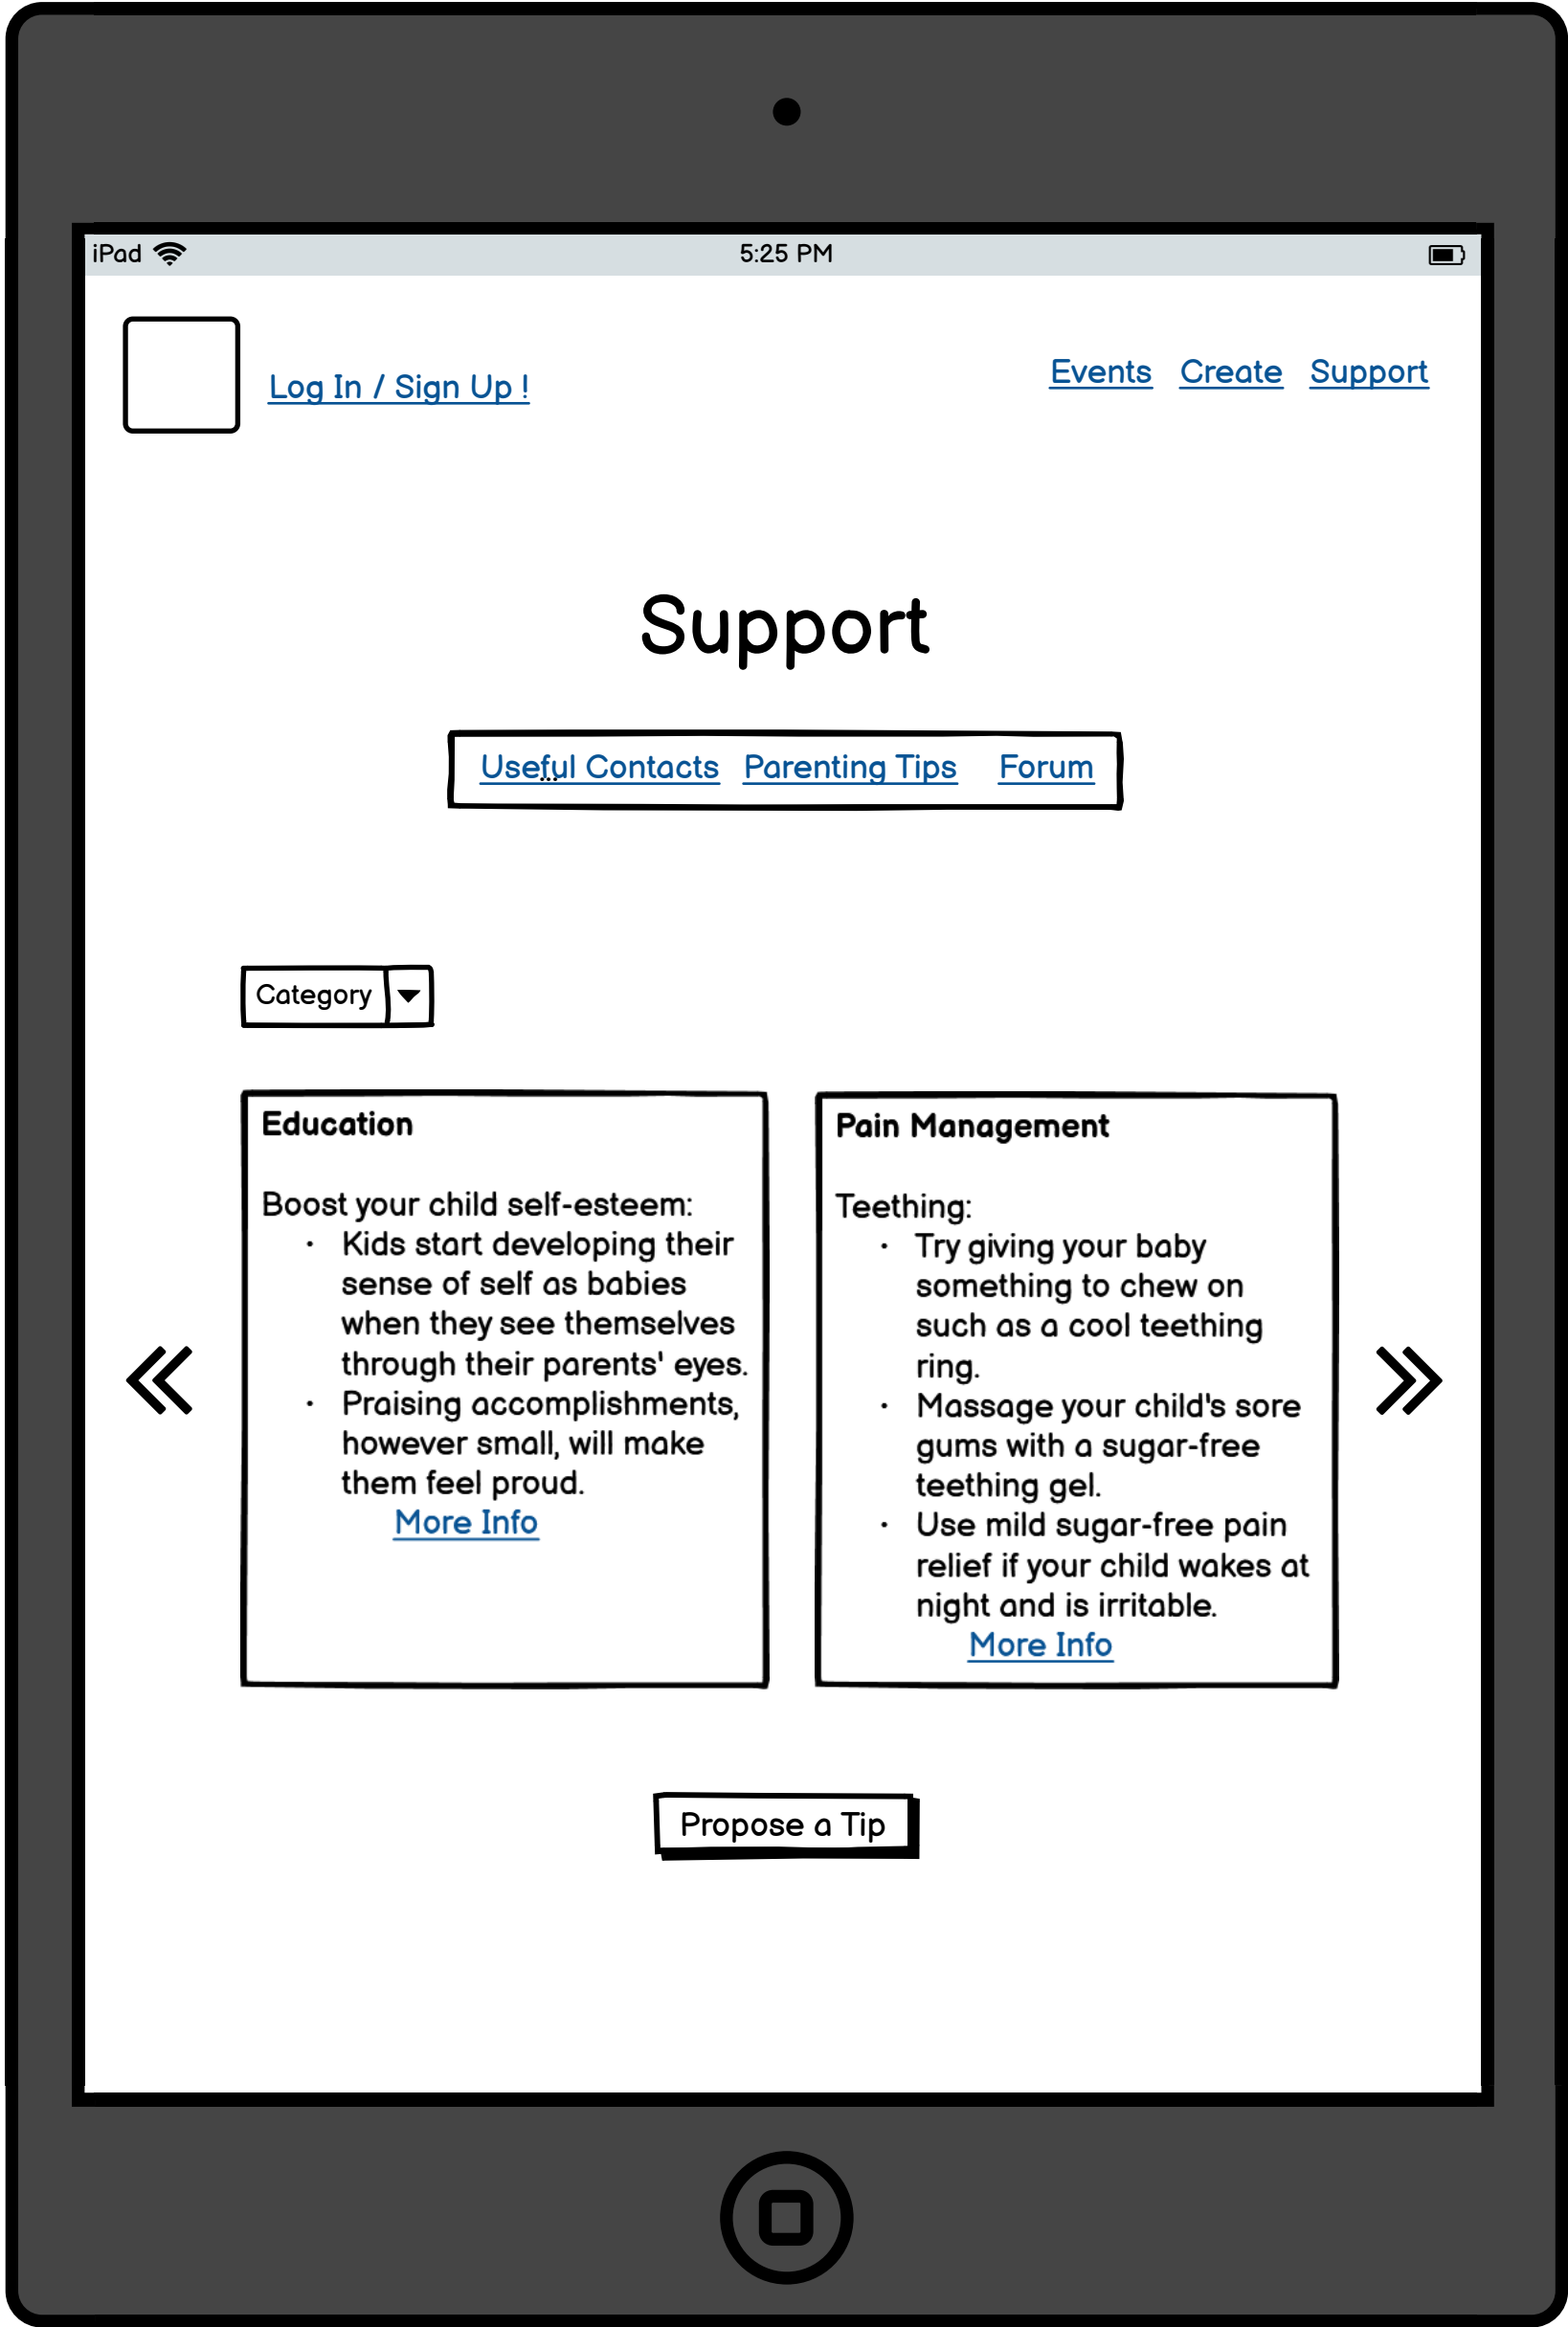 iPad 5:25 PM
Log In / Sign Up !
Events Create Support
Support
Useful Contacts Parenting Tips Forum
Category
Education
Boost your child self-esteem:
• Kids start developing their
sense of self as babies
when they see themselves
through their parents' eyes.
• Praising accomplishments,
however small, will make
them feel proud.
More Info
Pain Management
Teething:
• Try giving your baby
something to chew on
such as a cool teething
ring.
• Massage your child's sore
gums with a sugar-free
teething gel.
• Use mild sugar-free pain
relief if your child wakes at
night and is irritable.
More Info
Propose a Tip